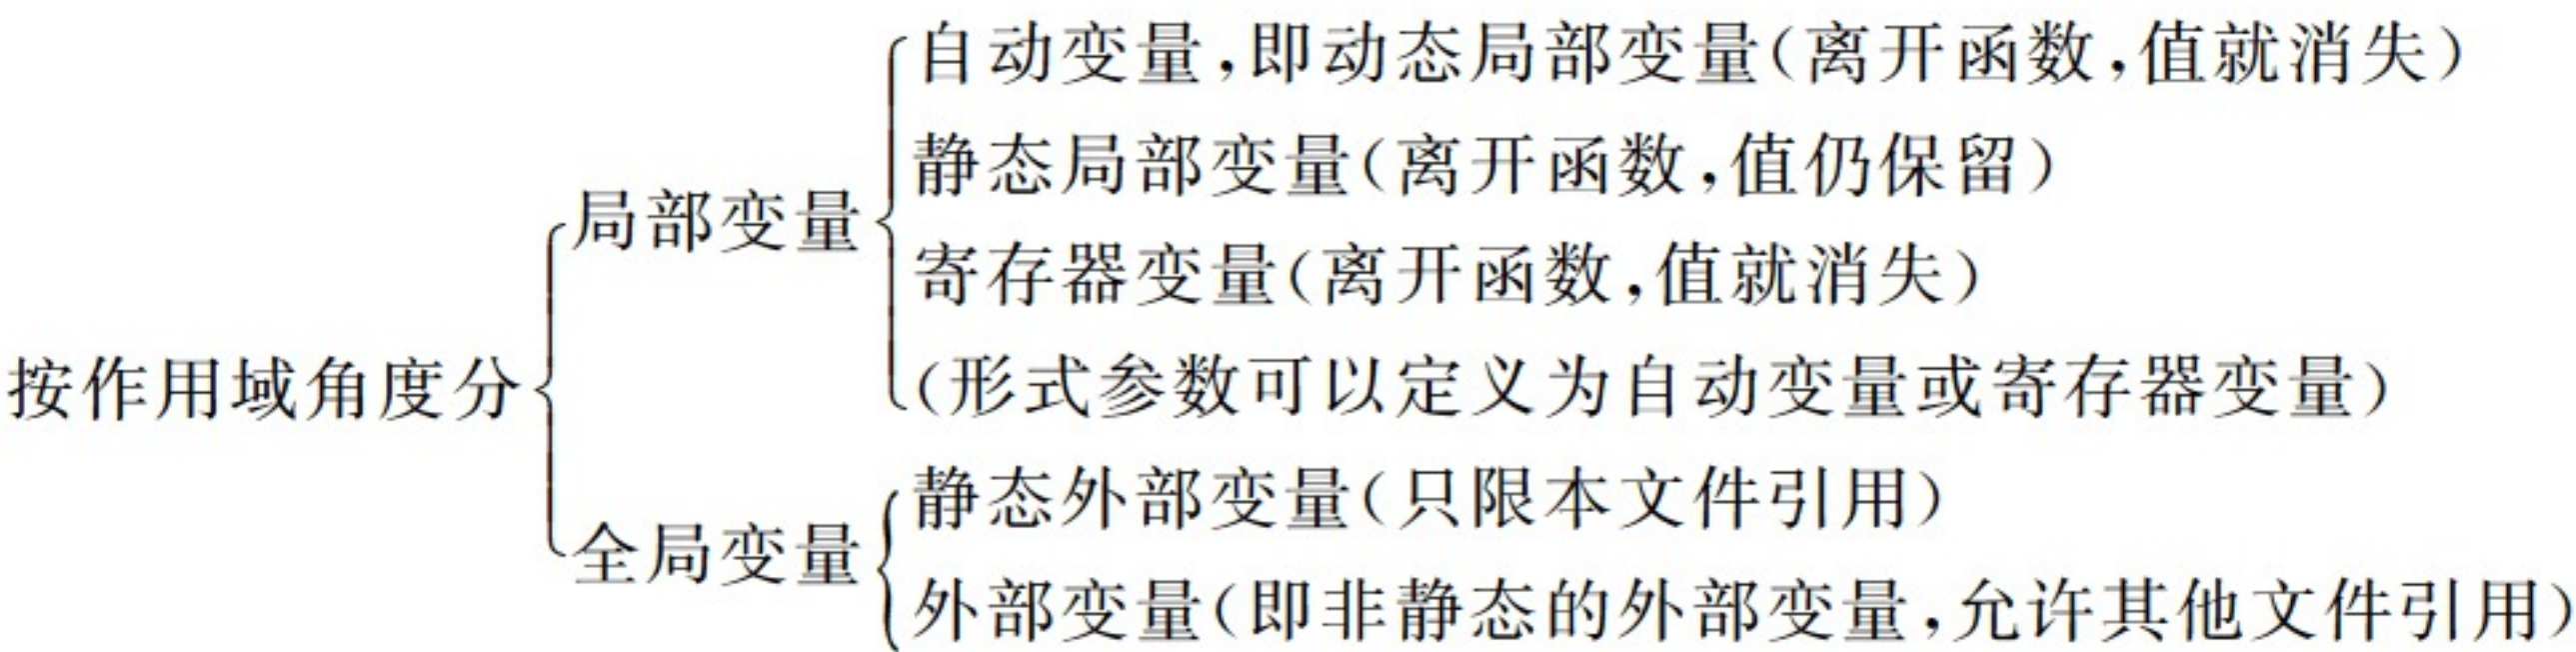 自动变量,即动态局部变量(离开函数,值就消失)
静态局部变量(离开函数,值仍保留)
局部变量
寄存器变量(离开函数,值就消失)
按作用域角度分
(形式参数可以定义为自动变量或寄存器变量)
静态外部变量(只限本文件引用)
全局变量
外部变量(即非静态的外部变量,允许其他文件引用)